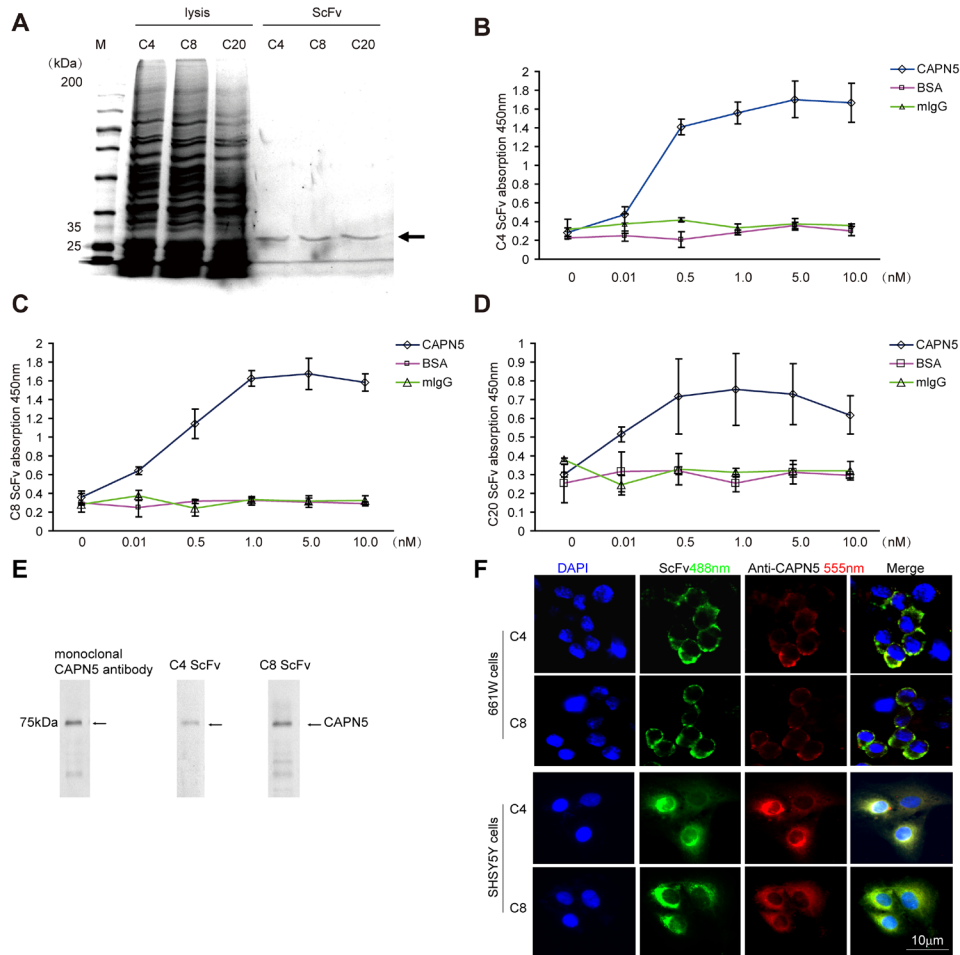 A
lysis
ScFv
M
C4
C8
C20
C4
C8
C20
(kDa)
200
35
25
B
C4 ScFv absorption 450nm
2
1.8
1.6
1.4
1.2
1
0.8
0.6
0.4
0.2
0
0
0.01
0.5
1.0
5.0
10.0
(nM)
CAPN5
BSA
mIgG
C
C8 ScFv absorption 450nm
2
1.8
1.6
1.4
1.2
1
0.8
0.6
0.4
0.2
0
0
0.01
0.5
1.0
5.0
10.0
(nM)
CAPN5
BSA
mIgG
D
C20 ScFv absorption 450nm
1
0.9
0.8
0.7
0.6
0.5
0.4
0.3
0.2
0.1
0
0
0.01
0.5
1.0
5.0
10.0
(nM)
CAPN5
BSA
mIgG
E
monoclonal
CAPN5 antibody
C4 ScFv
C8 ScFv
75kDa
CAPN5
F
DAPI
ScFv488nm
Anti-CAPN5 555nm
Merge
661W cells
C4
C8
SHSY5Y cells
C4
C8
10μm